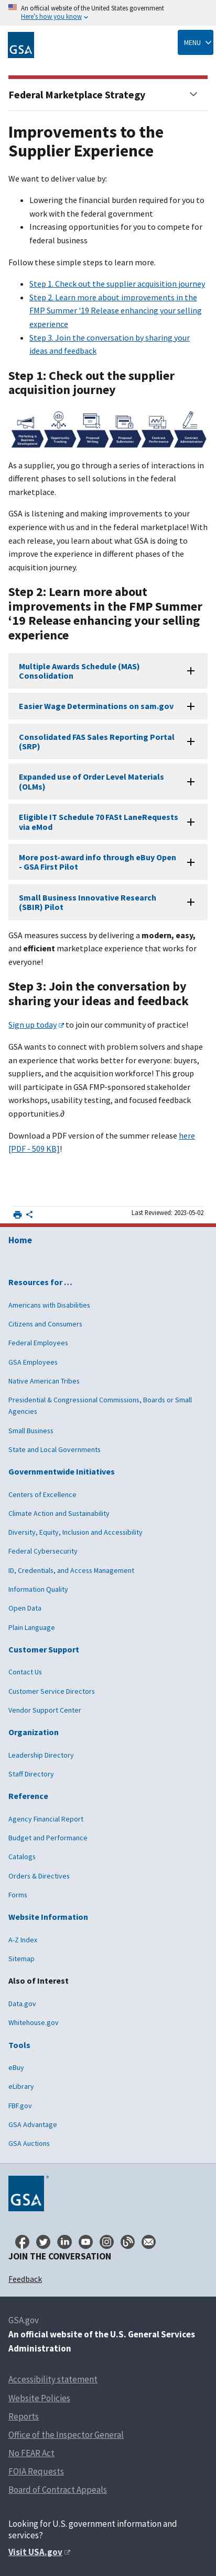 An official website of the United States government
Here's how you know
GSA
MENU
Federal Marketplace Strategy
Improvements to the
Supplier Experience
We want to deliver value by:
• Lowering the financial burden required for you to
work with the federal government
• Increasing opportunities for you to compete for
federal business
Follow these simple steps to learn more.
• Step 1. Check out the supplier acquisition journey
• Step 2. Learn more about improvements in the
FMP Summer '19 Release enhancing your selling
experience
• Step 3. Join the conversation by sharing your
ideas and feedback
Step 1: Check out the supplier
acquisition journey
Marketing & Business Development
Opportunity Tracking
Proposal Writing
Proposal Submission
Contract Performance
Contract Administration
As a supplier, you go through a series of interactions in
different phases to sell solutions in the federal
marketplace.
GSA is listening and making improvements to your
experience with us and in the federal marketplace! With
each release, you learn about what GSA is doing to
improve the experience in different phases of the
acquisition journey.
Step 2: Learn more about
improvements in the FMP Summer
‘19 Release enhancing your selling
experience
Multiple Awards Schedule (MAS)
Consolidation
Easier Wage Determinations on sam.gov
Consolidated FAS Sales Reporting Portal
(SRP)
Expanded use of Order Level Materials
(OLMs)
Eligible IT Schedule 70 FASt Lane Requests
via eMod
More post-award info through eBuy Open
- GSA First Pilot
Small Business Innovative Research
(SBIR) Pilot
GSA measures success by delivering a modern, easy,
and efficient marketplace experience that works for
everyone!
Step 3: Join the conversation by
sharing your ideas and feedback
Sign up today to join our community of practice!
GSA wants to connect with problem solvers and shape
an experience that works better for everyone: buyers,
suppliers, and the acquisition workforce. This group
will participate in GSA FMP-sponsored stakeholder
workshops, usability testing, focus groups, and provide
thought leadership in developing user-centric
opportunities.∂
Download a PDF version of the summer release here
[PDF - 509 KB]!
Last Reviewed: 2023-05-02
Home
Resources for …
Americans with Disabilities
Citizens and Consumers
Federal Employees
GSA Employees
Native American Tribes
Presidential & Congressional Commissions, Boards or Small
Agencies
Small Business
State and Local Governments
Governmentwide Initiatives
Centers of Excellence
Climate Action and Sustainability
Diversity, Equity, Inclusion and Accessibility
Federal Cybersecurity
ID, Credentials, and Access Management
Information Quality
Open Data
Plain Language
Customer Support
Contact Us
Customer Service Directors
Vendor Support Center
Organization
Leadership Directory
Staff Directory
Reference
Agency Financial Report
Budget and Performance
Catalogs
Orders & Directives
Forms
Website Information
A-Z Index
Sitemap
Also of Interest
Data.gov
Whitehouse.gov
Tools
eBuy
eLibrary
FBF.gov
GSA Advantage
GSA Auctions
GSA
JOIN THE CONVERSATION
Feedback
GSA.gov
An official website of the U.S. General Services
Administration
Accessibility statement
Website Policies
Reports
Office of the Inspector General
No FEAR Act
FOIA Requests
Board of Contract Appeals
Looking for U.S. government information and
services?
Visit USA.gov